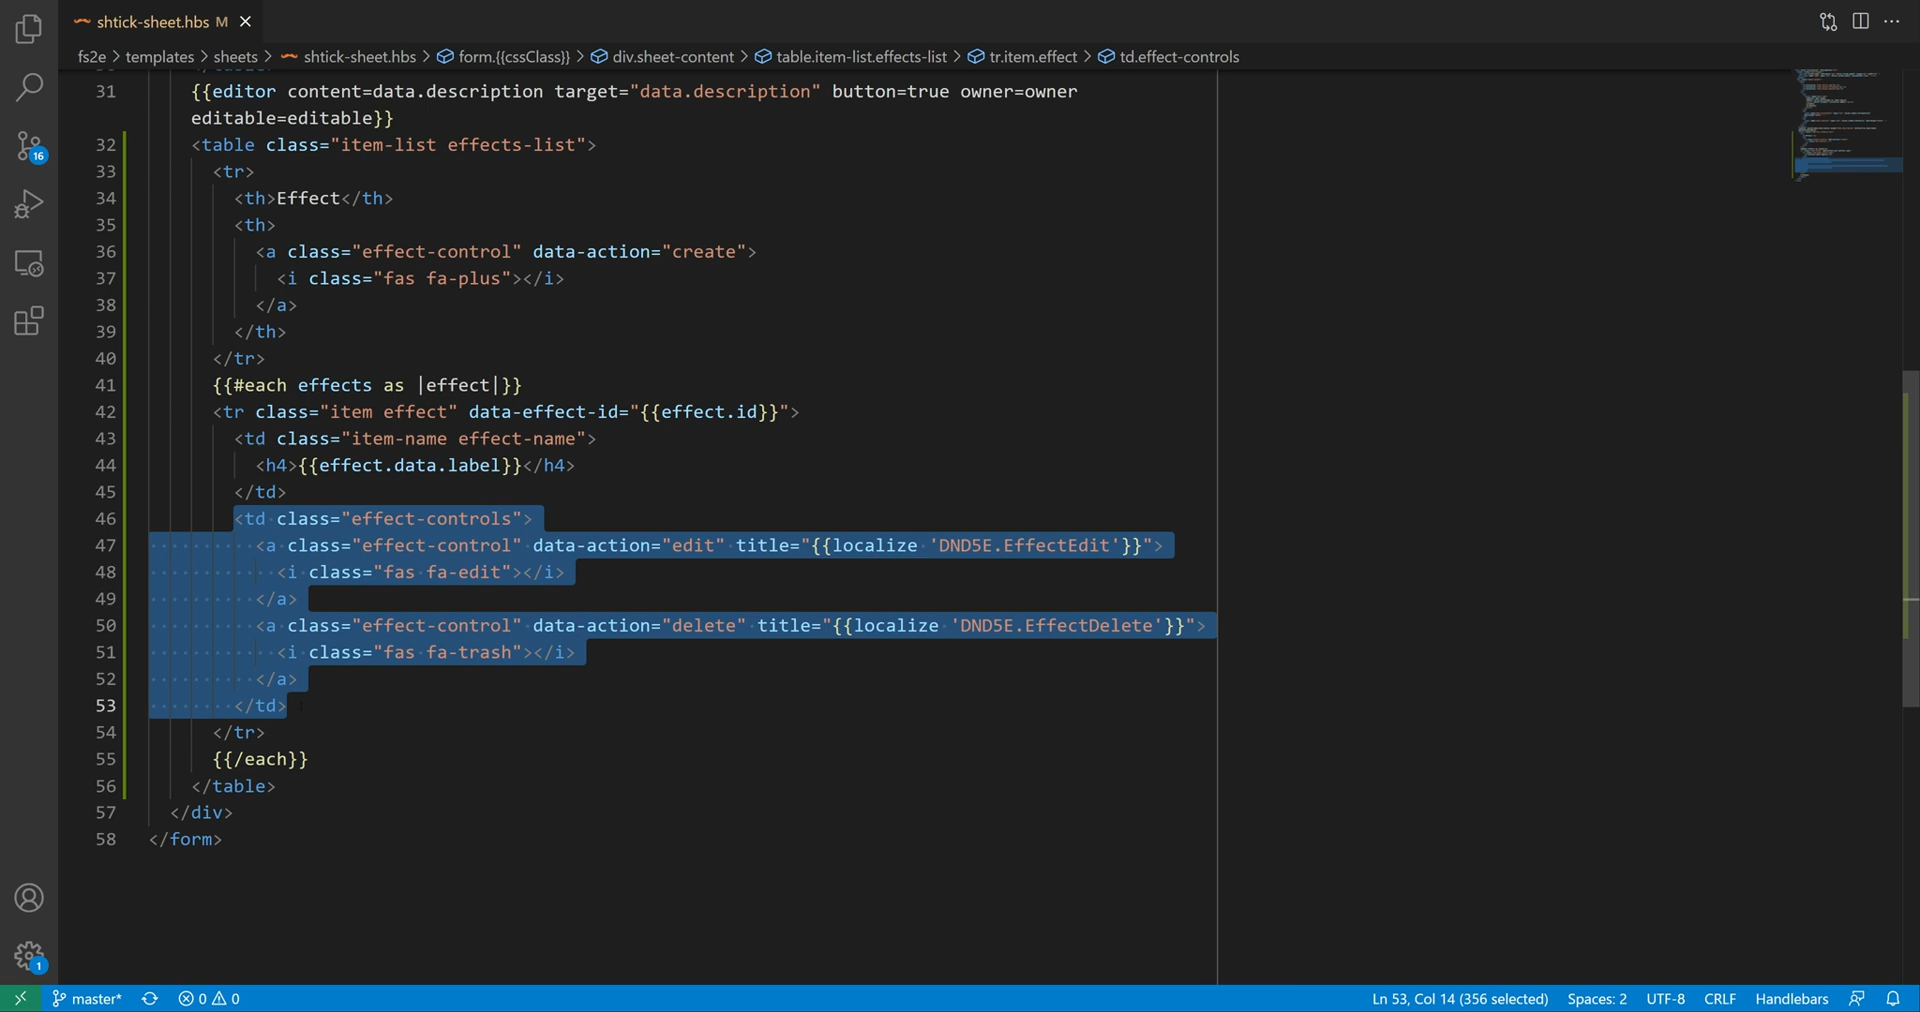 shtick-sheet.hbs M
fs2e > templates > sheets > shtick-sheet.hbs > form.{{cssClass}} > div.sheet-content > table.item-list.effects-list > tr.item.effect > td.effect-controls
31 {{editor content=data.description target="data.description" button=true owner=owner
editable=editable}}
32 <table class="item-list effects-list">
33 <tr>
34 <th>Effect</th>
35 <th>
36 <a class="effect-control" data-action="create">
37 <i class="fas fa-plus"></i>
38 </a>
39 </th>
40 </tr>
41 {{#each effects as |effect|}}
42 <tr class="item effect" data-effect-id="{{effect.id}}">
43 <td class="item-name effect-name">
44 <h4>{{effect.data.label}}</h4>
45 </td>
46 <td class="effect-controls">
47 <a class="effect-control" data-action="edit" title="{{localize 'DND5E.EffectEdit'}}">
48 <i class="fas fa-edit"></i>
49 </a>
50 <a class="effect-control" data-action="delete" title="{{localize 'DND5E.EffectDelete'}}">
51 <i class="fas fa-trash"></i>
52 </a>
53 </td>
54 </tr>
55 {{/each}}
56 </table>
57 </div>
58 </form>
16
1
master* 0 0 Ln 53, Col 14 (356 selected) Spaces: 2 UTF-8 CRLF Handlebars